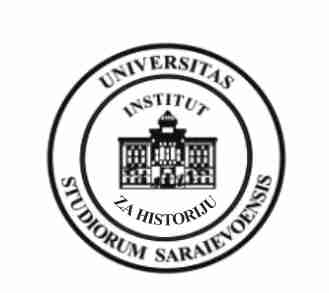 UNIVERSITAS
STUDIORUM SARAIEVOENSIS
INSTITUT
ZA HISTORIJU